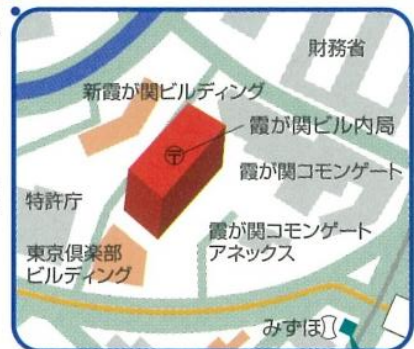 財務省
新霞が関ビルディング
霞が関ビル内局
〒
霞が関コモンゲート
特許庁
霞が関コモンゲート
アネックス
東京倶楽部
ビルディング
みずほ